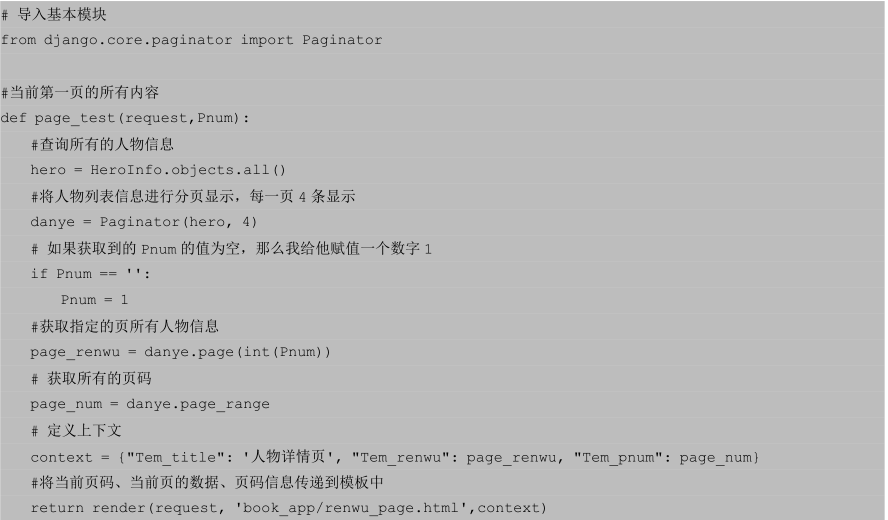 # 导入基本模块
from django.core.paginator import Paginator
#当前第一页的所有内容
def page_test(request,Pnum):
    #查询所有的人物信息
    hero = HeroInfo.objects.all()
    #将人物列表信息进行分页显示，每一页 4 条显示
    danye = Paginator(hero, 4)
    # 如果获取到的 Pnum 的值为空，那么我给他赋值一个数字 1
    if Pnum == '':
        Pnum = 1
    #获取指定的页所有人物信息
    page_renwu = danye.page(int(Pnum))
    # 获取所有的页码
    page_num = danye.page_range
    # 定义上下文
    context = {"Tem_title": '人物详情页', "Tem_renwu": page_renwu, "Tem_pnum": page_num}
    #将当前页码、当前页的数据、页码信息传递到模板中
    return render(request, 'book_app/renwu_page.html',context)